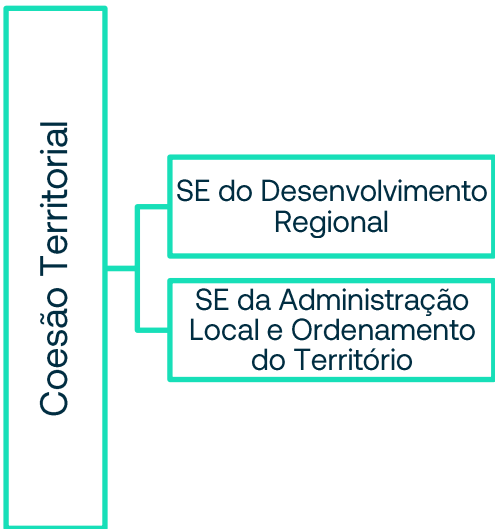 Coesão Territorial
SE do Desenvolvimento
Regional
SE da Administração
Local e Ordenamento
do Território